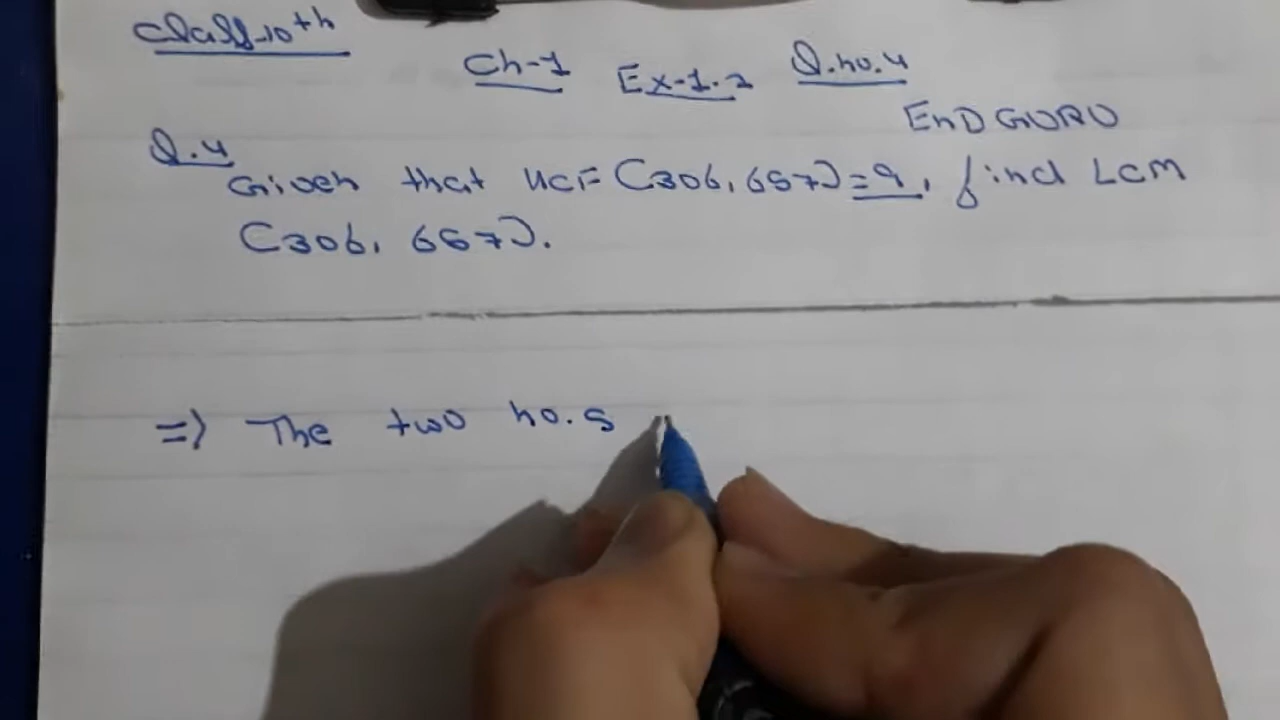 Class-10th
Ch-1 Ex-1.2 Q.no.4
END GURU
Q.4
Given that HCF (306, 657) = 9, find LCM
(306, 657).
=> The two no.s